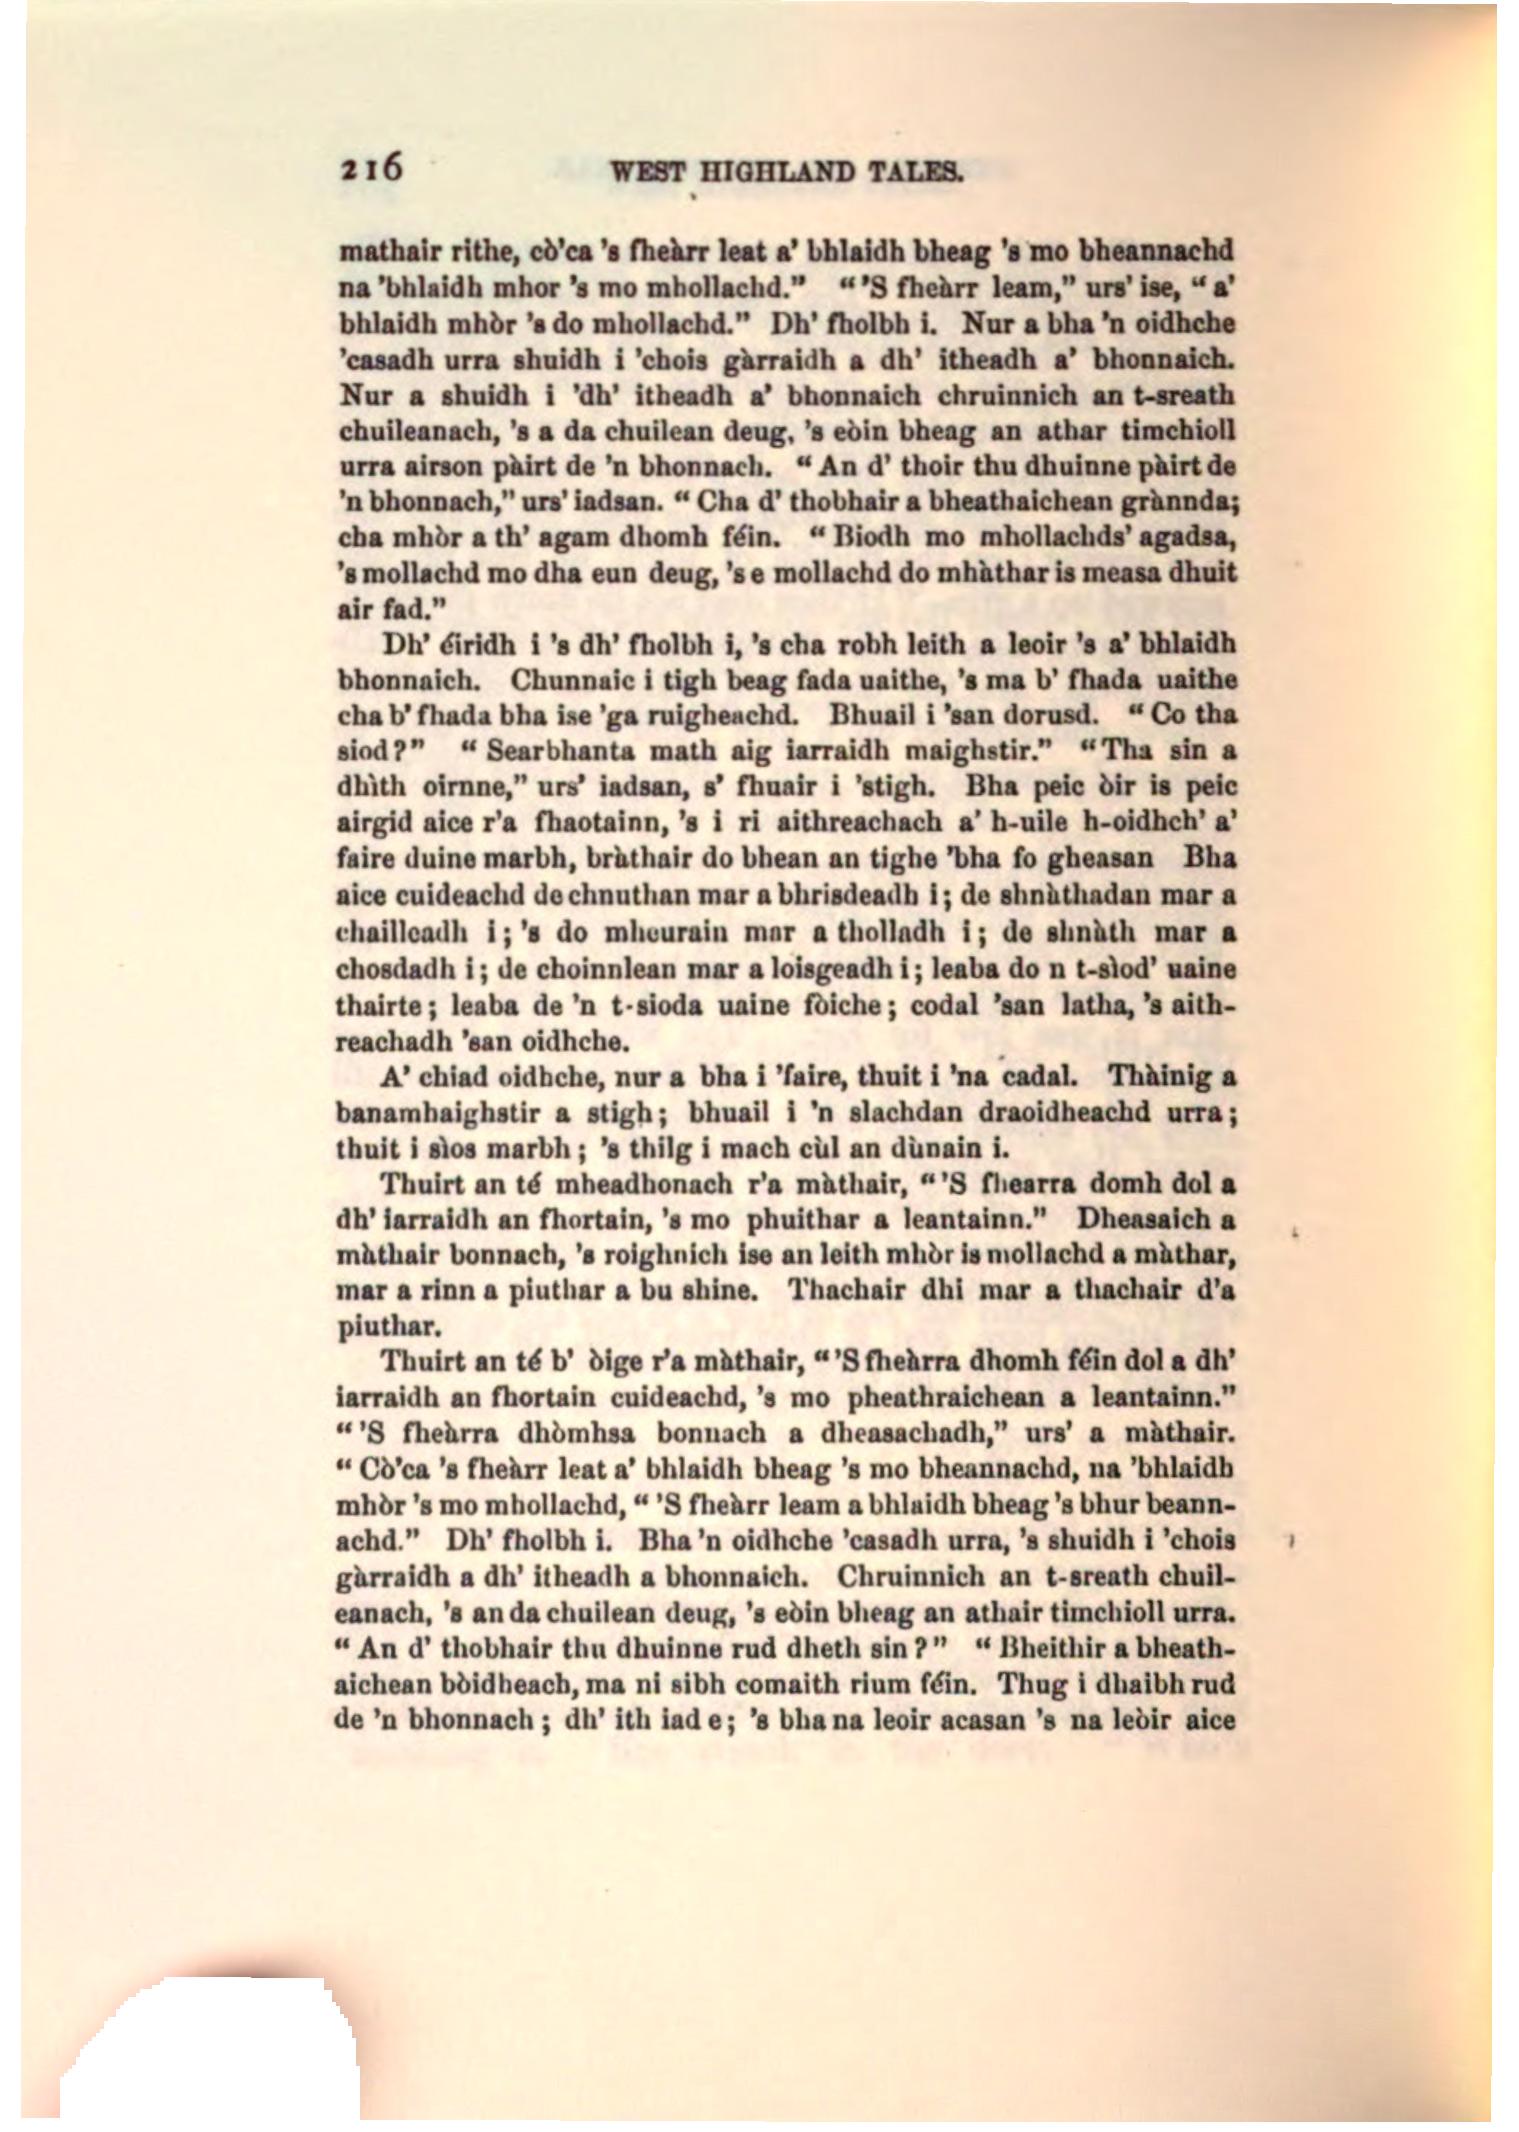 216 WEST HIGHLAND TALES.
mathair rithe, cò'ca 's fheàrr leat a' bhlaidh bheag 's mo bheannachd
na 'bhlaidh mhor 's mo mhollachd." "'S fheàrr leam," urs' ise, "a'
bhlaidh mhòr 's do mhollachd." Dh' fholbh i. Nur a bha 'n oidhche
'casadh urra shuidh i 'chois gàrraidh a dh' itheadh a' bhonnaich.
Nur a shuidh i 'dh' itheadh a' bhonnaich chruinnich an t-sreath
chuileanach, 's a da chuilean deug, 's eòin bheag an athar timchioll
urra airson pàirt de 'n bhonnach. "An d' thoir thu dhuinne pàirt de
'n bhonnach," urs' iadsan. "Cha d' thobhair a bheathaichean grànnda;
cha mhòr a th' agam dhomh féin. "Biodh mo mhollachds' agadsa,
's mollachd mo dha eun deug, 's e mollachd do mhàthar is measa dhuit
air fad."
Dh' éiridh i 's dh' fholbh i, 's cha robh leith a leoir 's a' bhlaidh
bhonnaich. Chunnaic i tigh beag fada uaithe, 's ma b' fhada uaithe
cha b' fhada bha ise 'ga ruigheachd. Bhuail i 'san dorusd. "Co tha
siod?" "Searbhanta math aig iarraidh maighstir." "Tha sin a
dhìth oirnne," urs' iadsan, s' fhuair i 'stigh. Bha peic òir is peic
airgid aice r'a fhaotainn, 's i ri aithreachach a' h-uile h-oidhch' a'
faire duine marbh, bràthair do bhean an tighe 'bha fo gheasan Bha
aice cuideachd de chnuthan mar a bhrisdeadh i; de shnàthadan mar a
chailleadh i; 's do mheurain mar a tholladh i; de shnàth mar a
chosdadh i; de choinnlean mar a loisgeadh i; leaba do n t-sìod' uaine
thairte; leaba de 'n t-sioda uaine fòiche; codal 'san latha, 's aith-
reachadh 'san oidhche.
A' chiad oidhche, nur a bha i 'faire, thuit i 'na cadal. Thàinig a
banamhaighstir a stigh; bhuail i 'n slachdan draoidheachd urra;
thuit i sìos marbh; 's thilg i mach cùl an dùnain i.
Thuirt an té mheadhonach r'a màthair, "'S fhearra domh dol a
dh' iarraidh an fhortain, 's mo phuithar a leantainn." Dheasaich a
màthair bonnach, 's roighnich ise an leith mhòr is mollachd a màthar,
mar a rinn a piuthar a bu shine. Thachair dhi mar a thachair d'a
piuthar.
Thuirt an té b' òige r'a màthair, "'S fheàrra dhomh féin dol a dh'
iarraidh an fhortain cuideachd, 's mo pheathraichean a leantainn."
"'S fheàrra dhòmhsa bonnach a dheasachadh," urs' a màthair.
"Cò'ca 's fheàrr leat a' bhlaidh bheag 's mo bheannachd, na 'bhlaidh
mhòr 's mo mhollachd, "'S fheàrr leam a bhlaidh bheag 's bhur beann-
achd." Dh' fholbh i. Bha 'n oidhche 'casadh urra, 's shuidh i 'chois
gàrraidh a dh' itheadh a bhonnaich. Chruinnich an t-sreath chuil-
eanach, 's an da chuilean deug, 's eòin bheag an athair timchioll urra.
"An d' thobhair thu dhuinne rud dheth sin?" "Bheithir a bheath-
aichean bòidheach, ma ni sibh comaith rium féin. Thug i dhaibh rud
de 'n bhonnach; dh' ith iad e; 's bha na leoir acasan 's na leòir aice